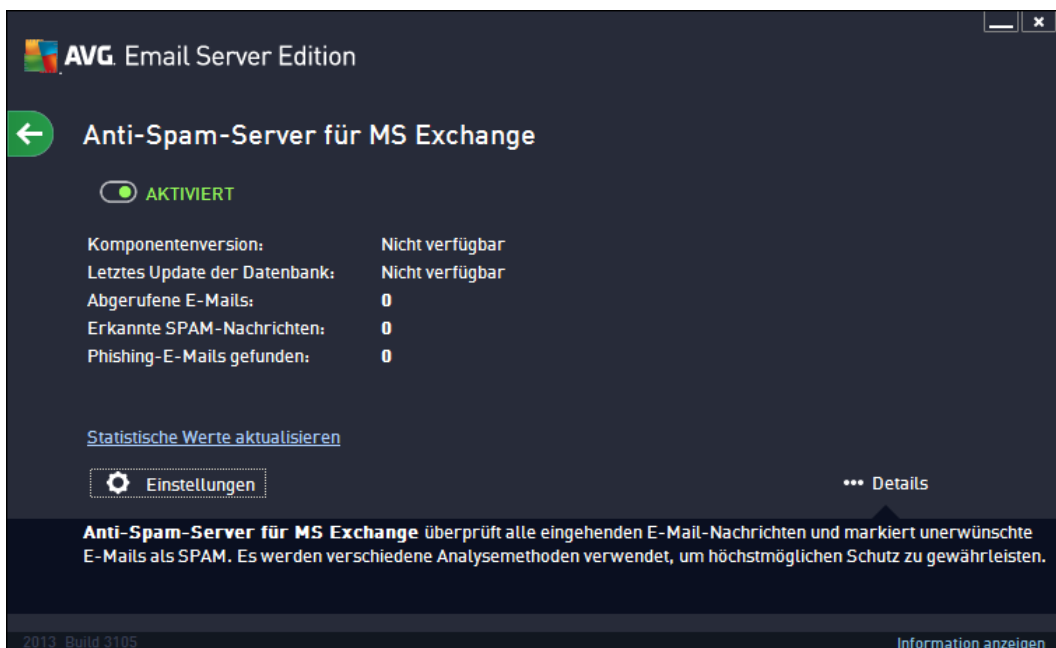 AVG. Email Server Edition
Anti-Spam-Server für MS Exchange
AKTIVIERT
Komponentenversion: Nicht verfügbar
Letztes Update der Datenbank: Nicht verfügbar
Abgerufene E-Mails: 0
Erkannte SPAM-Nachrichten: 0
Phishing-E-Mails gefunden: 0
Statistische Werte aktualisieren
Einstellungen
••• Details
Anti-Spam-Server für MS Exchange überprüft alle eingehenden E-Mail-Nachrichten und markiert unerwünschte
E-Mails als SPAM. Es werden verschiedene Analysemethoden verwendet, um höchstmöglichen Schutz zu gewährleisten.
2013 Build 3105 Information anzeigen